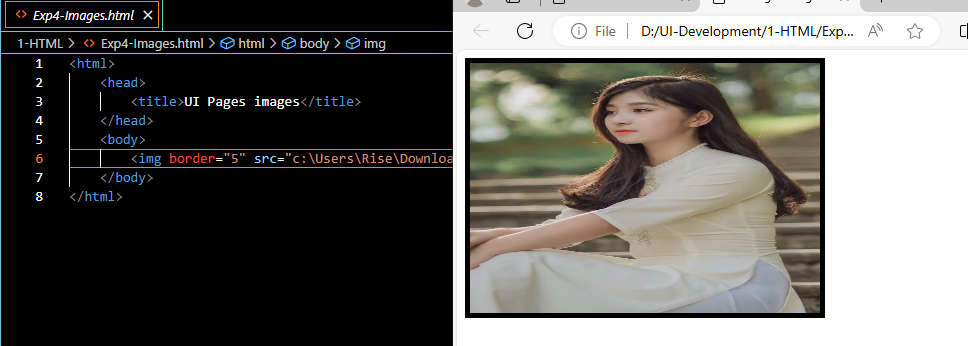 Exp4-Images.html
1-HTML > Exp4-Images.html > html > body > img
1 <html>
2 <head>
3 <title>UI Pages images</title>
4 </head>
5 <body>
6 <img border="5" src="c:\Users\Rise\Downloa
7 </body>
8 </html>
File D:/UI-Development/1-HTML/Exp...